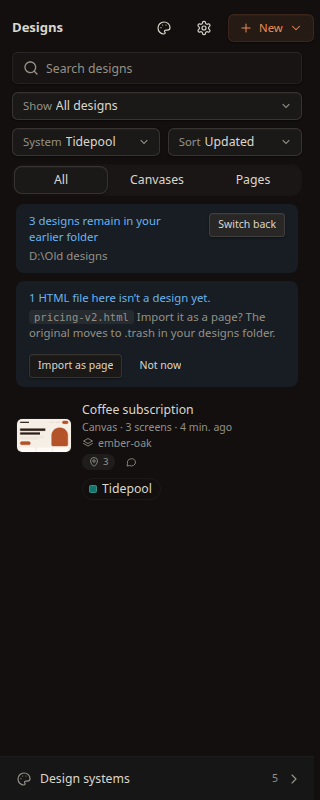 Designs
New
Search designs
Show All designs
System Tidepool
Sort Updated
All
Canvases
Pages
3 designs remain in your
earlier folder
Switch back
D:\Old designs
1 HTML file here isn't a design yet.
pricing-v2.html Import it as a page? The
original moves to .trash in your designs folder.
Import as page
Not now
Coffee subscription
Canvas · 3 screens · 4 min. ago
ember-oak
3
Tidepool
Design systems
5